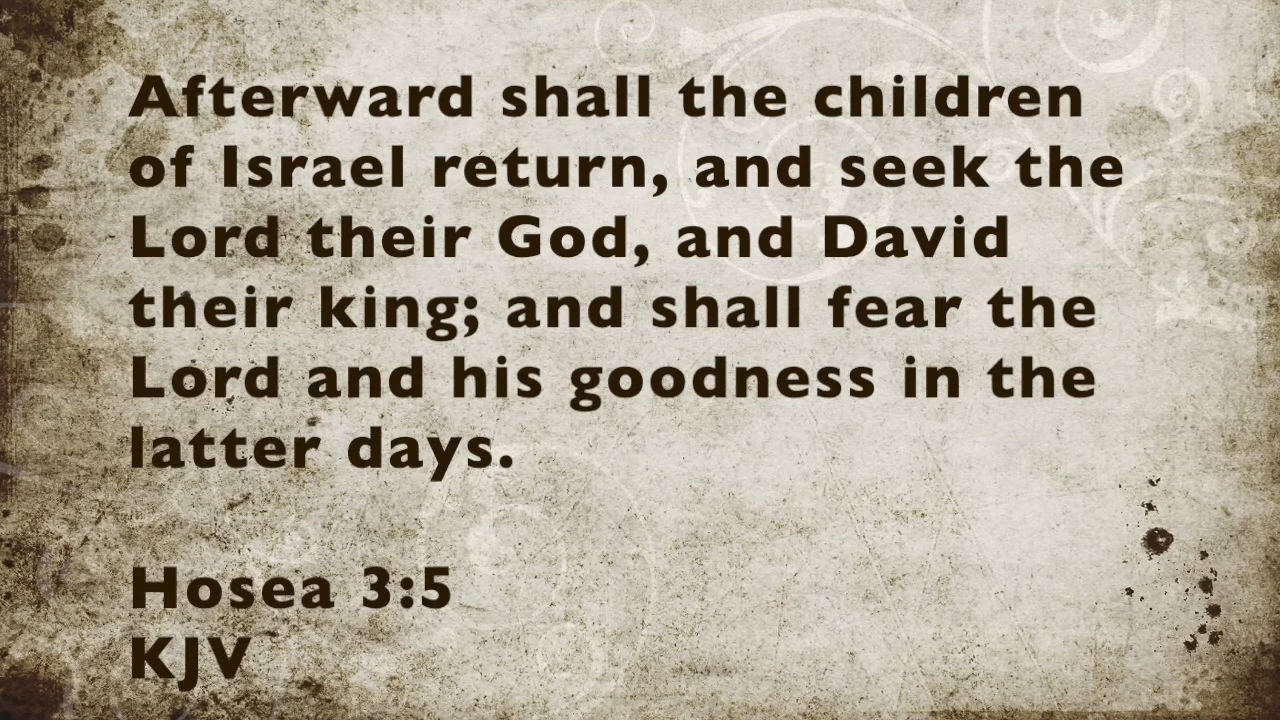 Afterward shall the children
of Israel return, and seek the
Lord their God, and David
their king; and shall fear the
Lord and his goodness in the
latter days.
Hosea 3:5
KJV